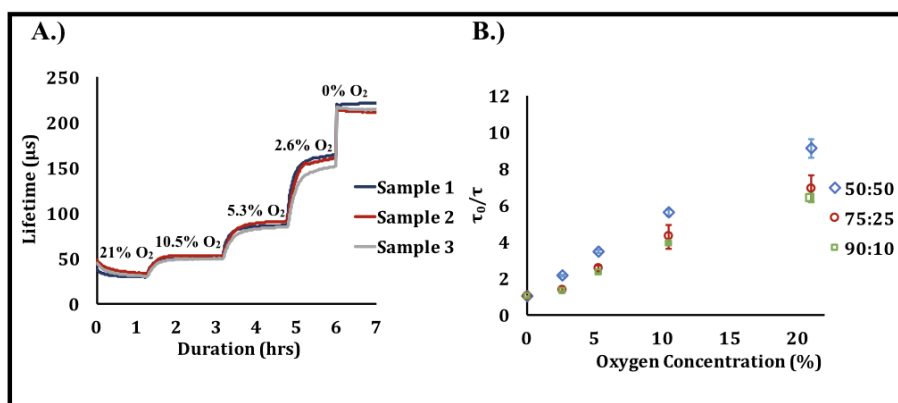 A.)
Lifetime (µs)
250
200
150
100
50
0
21% O₂
10.5% O₂
5.3% O₂
2.6% O₂
0% O₂
Sample 1
Sample 2
Sample 3
0 1 2 3 4 5 6 7
Duration (hrs)
B.)
τ₀/τ
12
10
8
6
4
2
0
50:50
75:25
90:10
0 5 10 15 20
Oxygen Concentration (%)